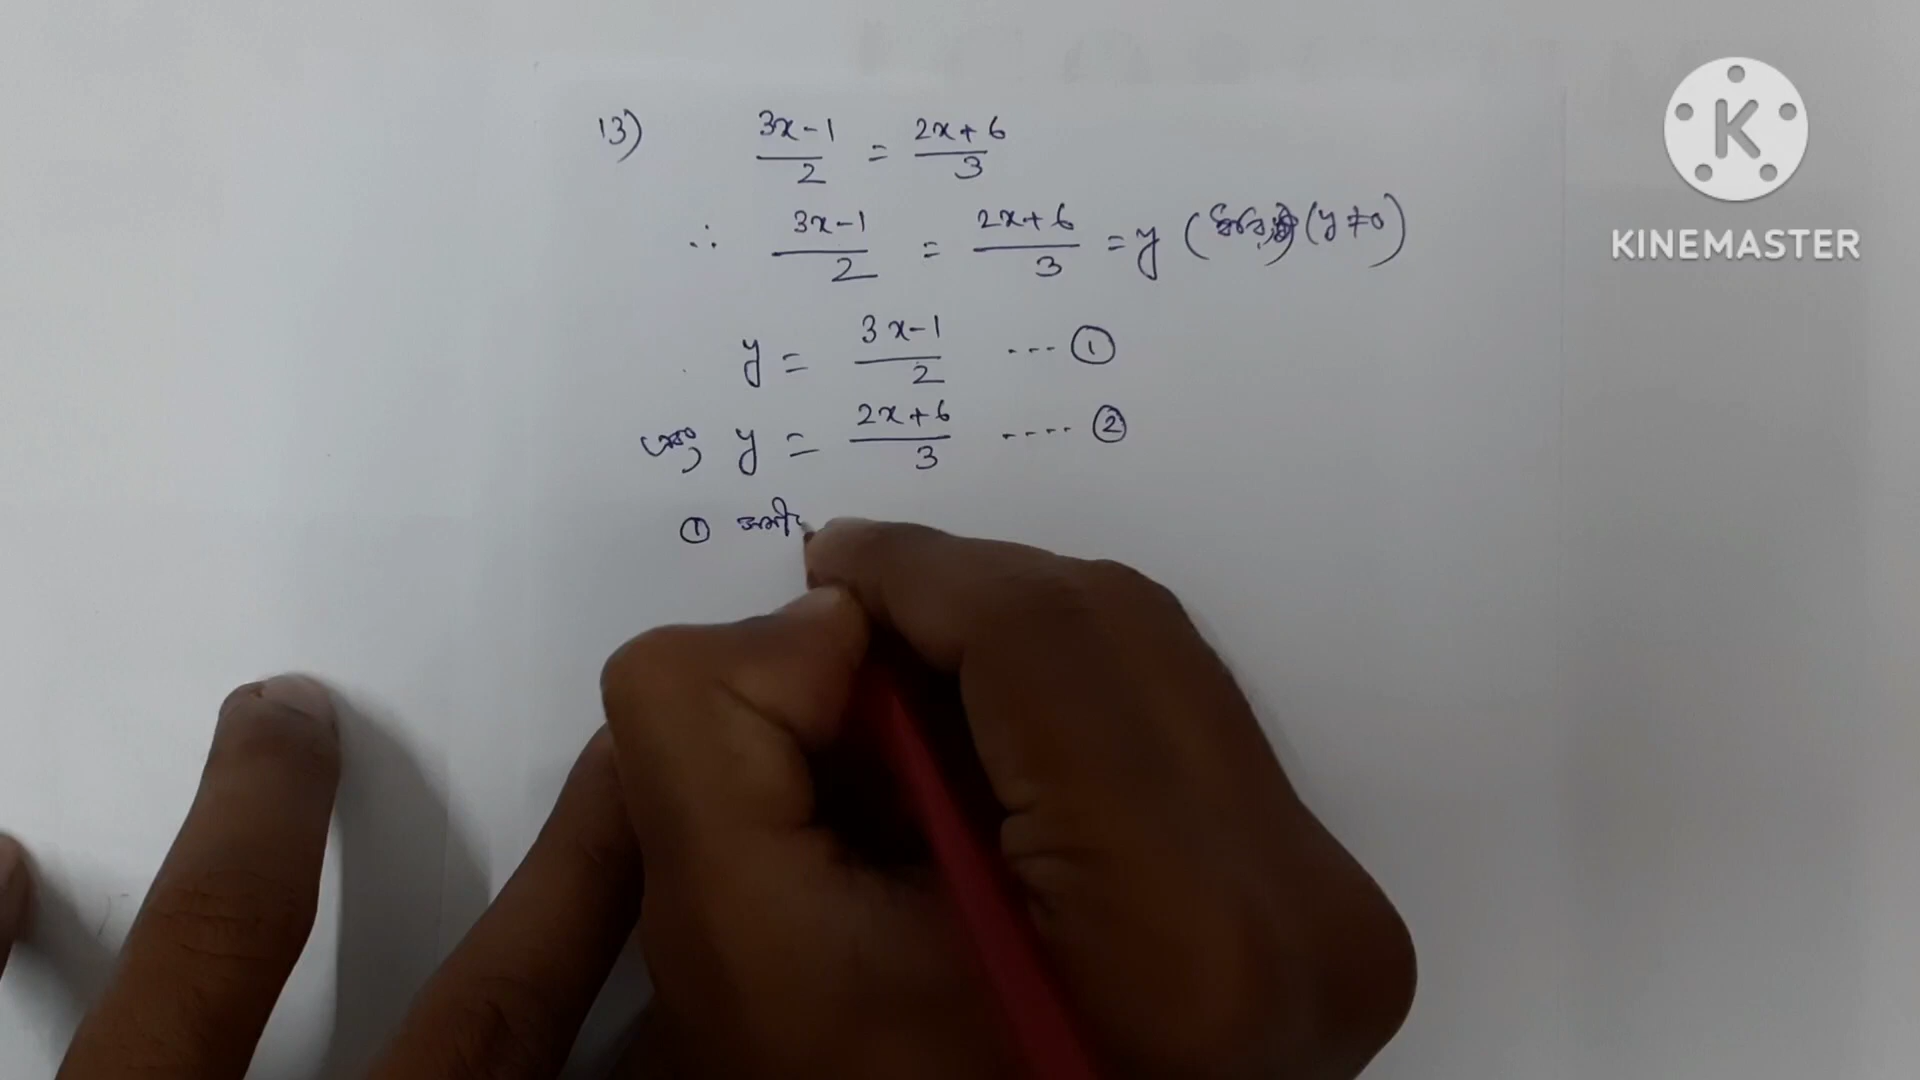 13) (3x-1)/2 = (2x+6)/3
∴ (3x-1)/2 = (2x+6)/3 = y (ধরি) (y ≠ 0)
y = (3x-1)/2 ---- ①
y = (2x+6)/3 ---- ②
①
K
KINEMASTER